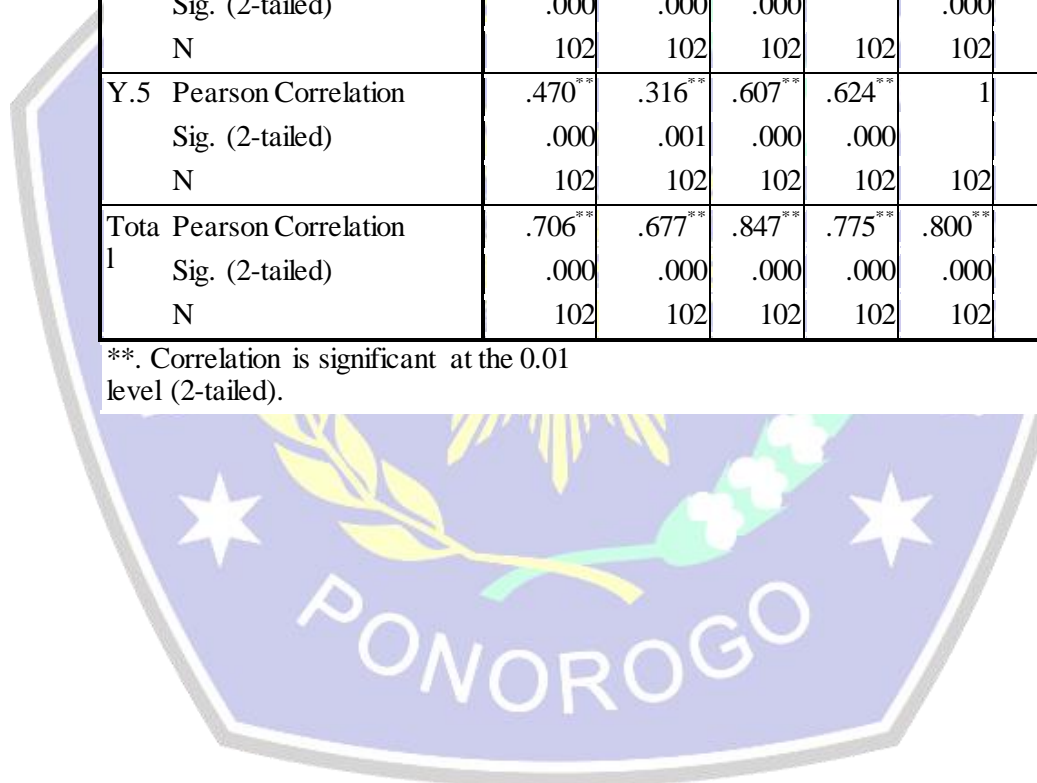 Sig. (2-tailed) .000 .000 .000 .000
N 102 102 102 102 102
Y.5 Pearson Correlation .470** .316** .607** .624** 1
Sig. (2-tailed) .000 .001 .000 .000
N 102 102 102 102 102
Tota Pearson Correlation .706** .677** .847** .775** .800**
l Sig. (2-tailed) .000 .000 .000 .000 .000
N 102 102 102 102 102
**. Correlation is significant at the 0.01
level (2-tailed).
PONOROGO